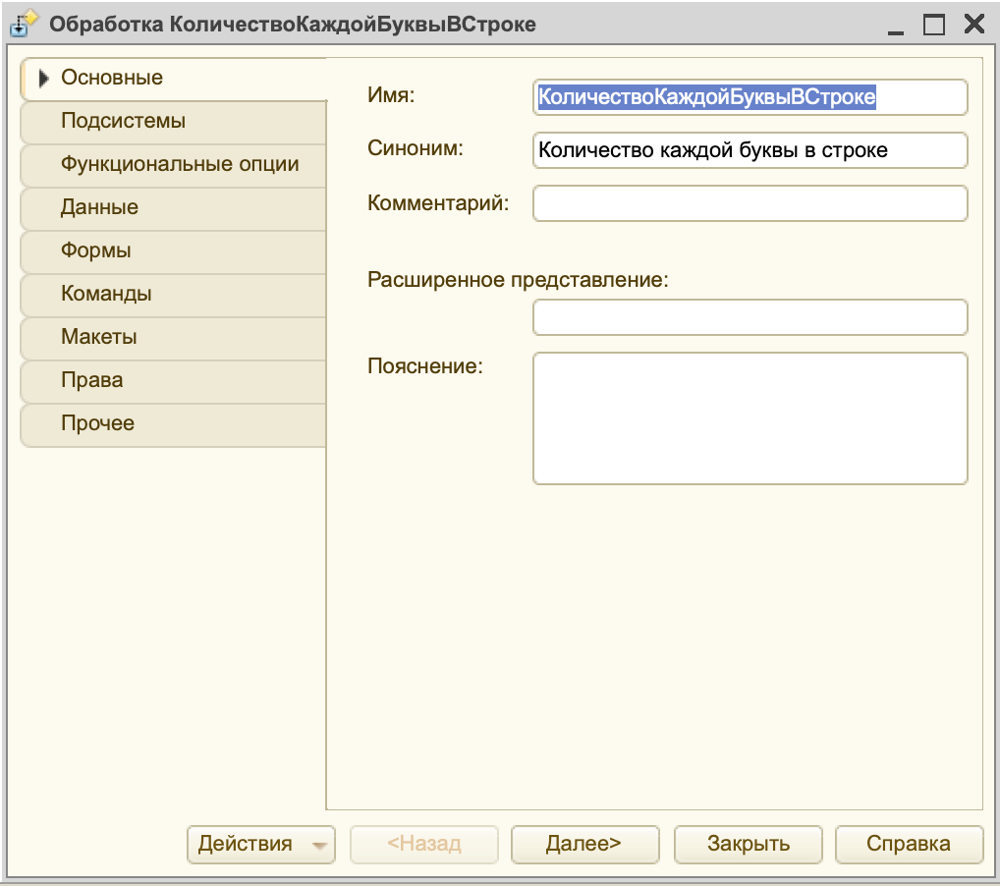 Обработка КоличествоКаждойБуквыВСтроке
Основные
Подсистемы
Функциональные опции
Данные
Формы
Команды
Макеты
Права
Прочее
Имя: КоличествоКаждойБуквыВСтроке
Синоним: Количество каждой буквы в строке
Комментарий:
Расширенное представление:
Пояснение:
Действия <Назад Далее> Закрыть Справка